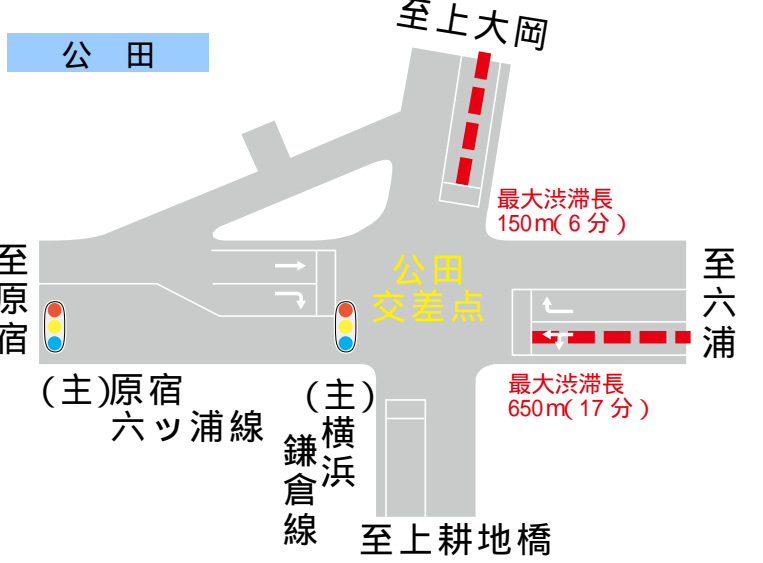 公 田
至上大岡
最大渋滞長
150m(6分)
公田
交差点
至原宿
至六浦
最大渋滞長
650m(17分)
(主)原宿
六ッ浦線
(主)横浜
鎌倉線
至上耕地橋